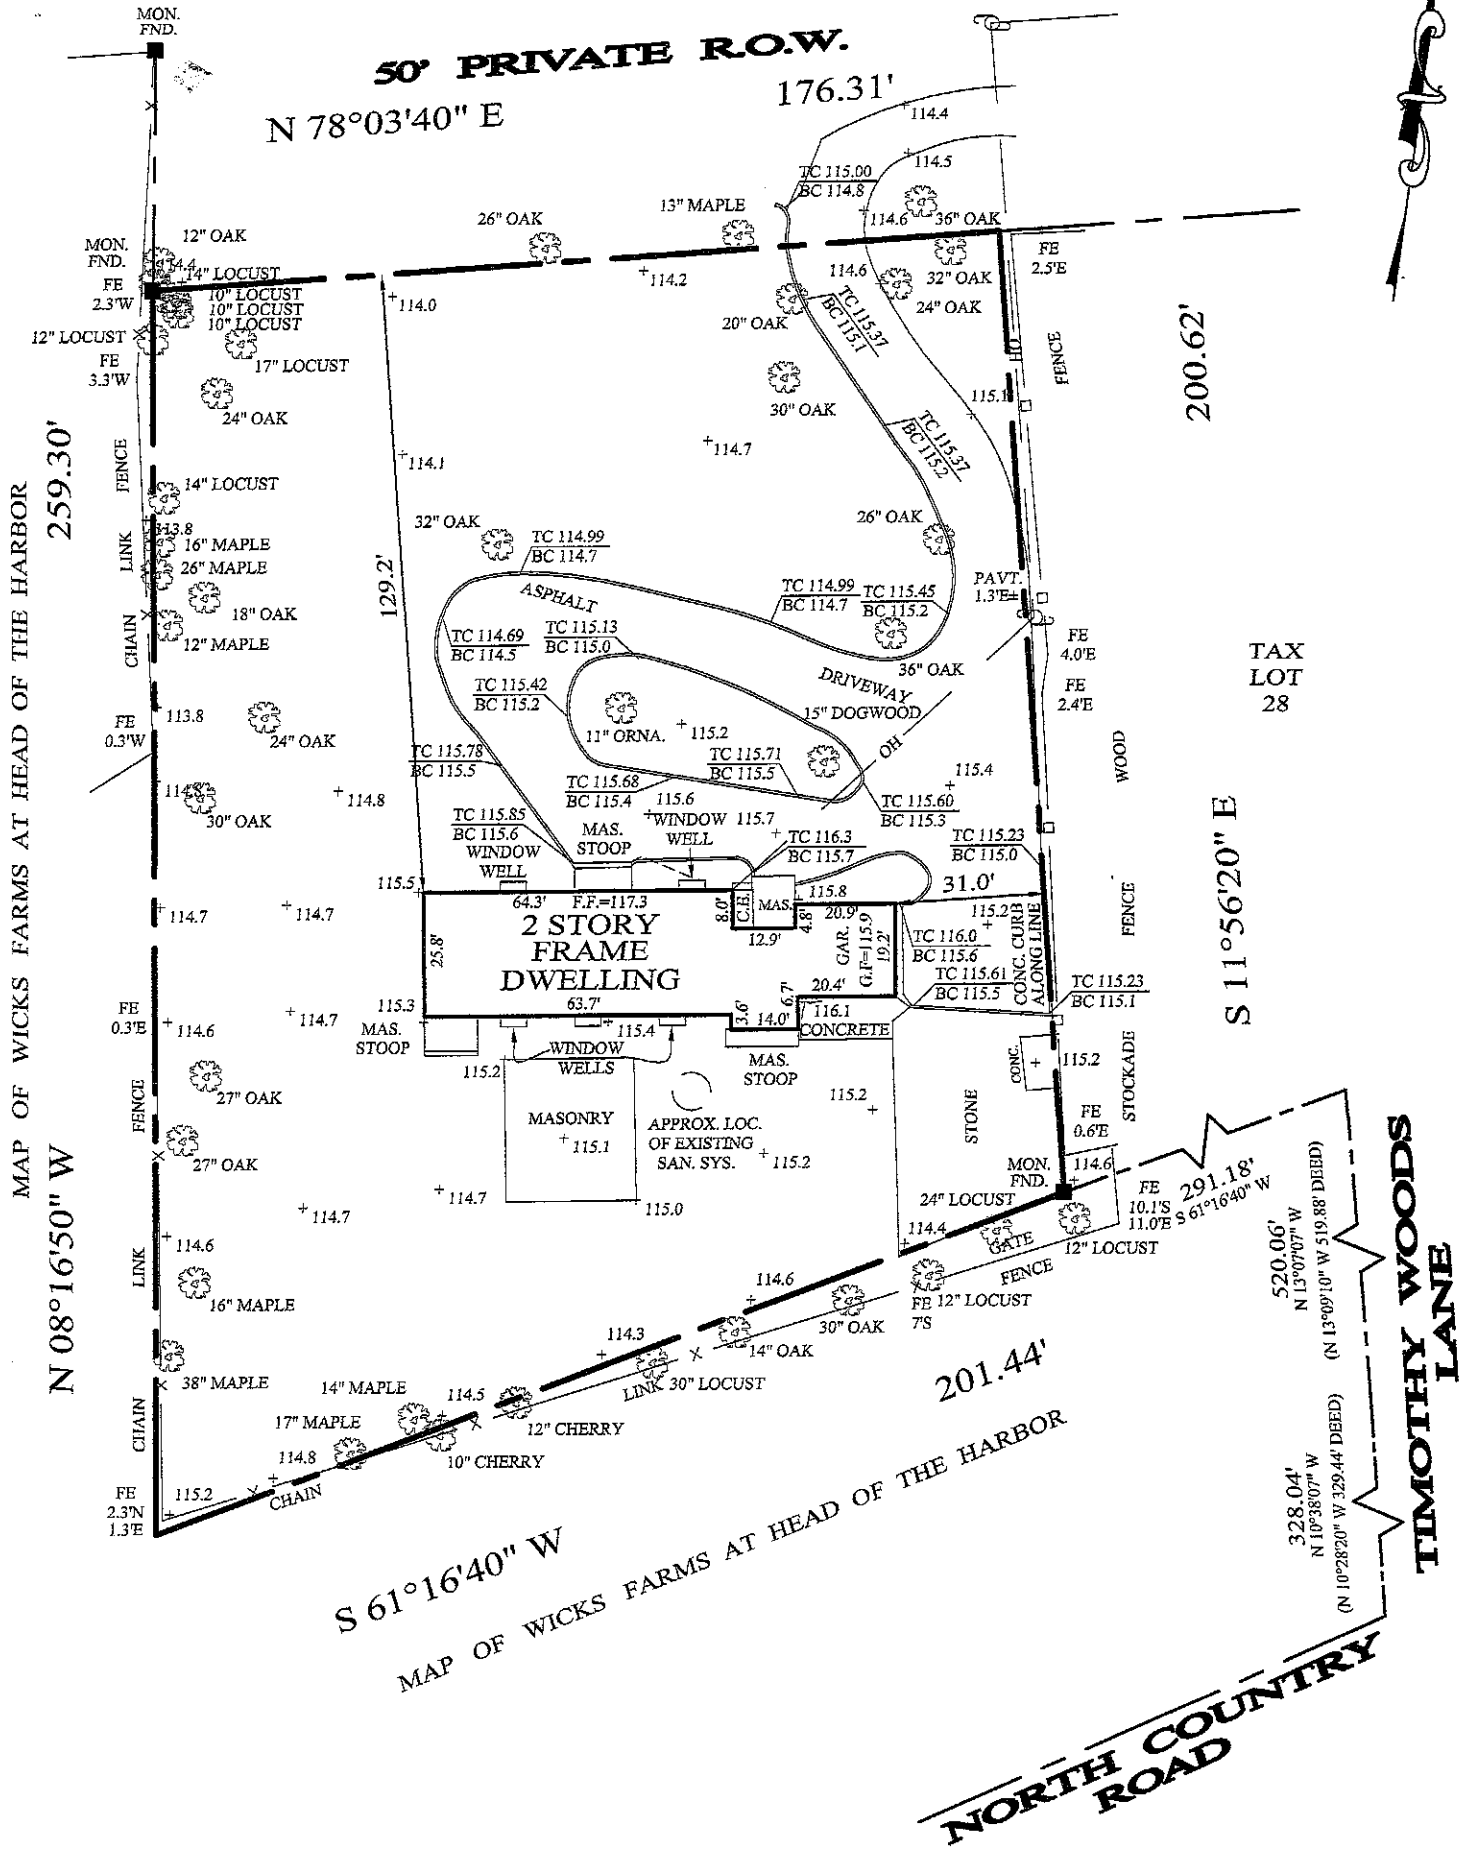 MON.
FND.
50' PRIVATE R.O.W.
N 78°03'40" E
176.31'
114.4
114.5
TC 115.00
BC 114.8
114.6
36" OAK
13" MAPLE
26" OAK
12" OAK
MON.
FND.
14.4
14" LOCUST
FE
2.3'W
10" LOCUST
10" LOCUST
10" LOCUST
12" LOCUST
FE
3.3'W
17" LOCUST
24" OAK
114.0
114.2
114.6
32" OAK
24" OAK
FE
2.5'E
20" OAK
TC 115.37
BC 115.1
30" OAK
HO
FENCE
200.62'
115.1
TC 115.37
BC 115.2
114.7
114.1
259.30'
FENCE
14" LOCUST
113.8
16" MAPLE
LINK
26" MAPLE
18" OAK
CHAIN
12" MAPLE
129.2'
32" OAK
TC 114.99
BC 114.7
26" OAK
ASPHALT
TC 114.99
BC 114.7
TC 115.45
BC 115.2
PAVT.
1.3'E±
TC 114.69
BC 114.5
TC 115.13
BC 115.0
36" OAK
FE
4.0'E
FE
2.4'E
TAX
LOT
28
DRIVEWAY
TC 115.42
BC 115.2
15" DOGWOOD
11" ORNA.
115.2
OH
113.8
FE
0.3'W
24" OAK
TC 115.78
BC 115.5
TC 115.71
BC 115.5
115.4
WOOD
30" OAK
114.8
TC 115.68
BC 115.4
115.6
115.7
TC 115.60
BC 115.3
TC 115.85
BC 115.6
MAS.
STOOP
WINDOW
WELL
TC 116.3
BC 115.7
TC 115.23
BC 115.0
WINDOW
WELL
115.5
64.3'
F.F.=117.3
8.0'
C.E.
MAS.
115.8
31.0'
20.9'
4.8'
12.9'
2 STORY
FRAME
DWELLING
25.8'
GAR.
G.F.=115.9
19.2'
115.2
TC 116.0
BC 115.6
CONC. CURB
ALONG LINE
FENCE
S 11°56'20" E
114.7
114.7
TC 115.61
BC 115.5
TC 115.23
BC 115.1
20.4'
6.7'
63.7'
3.6'
14.0'
116.1
CONCRETE
115.3
MAS.
STOOP
115.4
WINDOW
WELLS
FE
0.3'E
114.6
114.7
115.2
MAS.
STOOP
CONC.
115.2
STOCKADE
27" OAK
FENCE
MASONRY
115.1
APPROX. LOC.
OF EXISTING
SAN. SYS.
115.2
115.2
STONE
FE
0.6'E
27" OAK
114.7
114.7
115.0
MON.
FND.
114.6
24" LOCUST
FE
10.1'S
11.0'E
291.18'
S 61°16'40" W
114.4
GATE
12" LOCUST
FENCE
114.6
LINK
16" MAPLE
N 08°16'50" W
114.6
12" LOCUST
FE
7'S
30" OAK
14" OAK
114.3
38" MAPLE
14" MAPLE
114.5
LINK
30" LOCUST
201.44'
17" MAPLE
12" CHERRY
10" CHERRY
CHAIN
114.8
CHAIN
FE
2.3'N
1.3'E
115.2
S 61°16'40" W
MAP OF WICKS FARMS AT HEAD OF THE HARBOR
MAP OF WICKS FARMS AT HEAD OF THE HARBOR
520.06'
N 13°07'07" W
(N 13°09'10" W 519.88' DEED)
328.04'
N 10°38'07" W
(N 10°28'20" W 329.44' DEED)
TIMOTHY WOODS
LANE
NORTH COUNTRY
ROAD